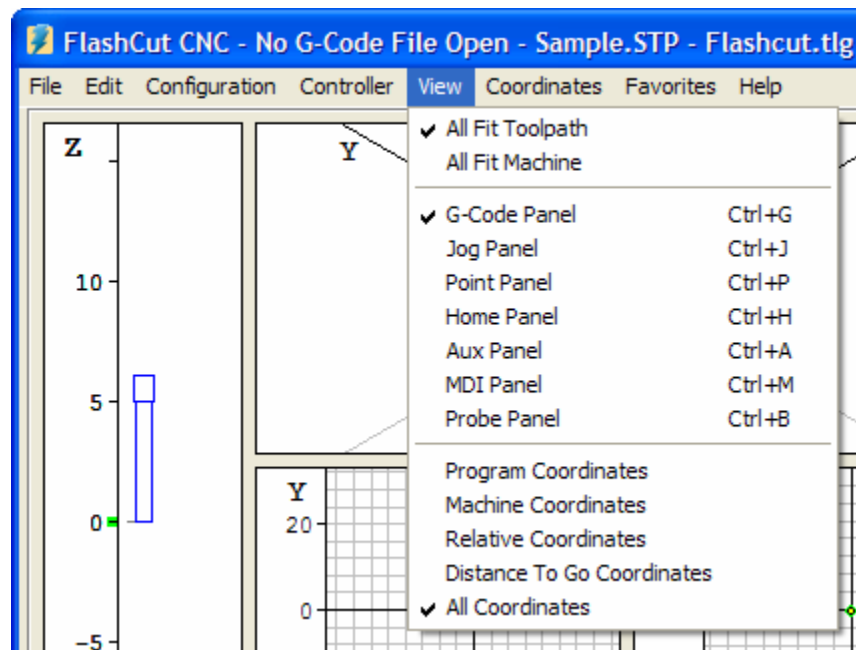 FlashCut CNC - No G-Code File Open - Sample.STP - Flashcut.tlg
File Edit Configuration Controller View Coordinates Favorites Help
Z
10
5
0
-5
Y
Y
20
0
✓ All Fit Toolpath
All Fit Machine
✓ G-Code Panel Ctrl+G
Jog Panel Ctrl+J
Point Panel Ctrl+P
Home Panel Ctrl+H
Aux Panel Ctrl+A
MDI Panel Ctrl+M
Probe Panel Ctrl+B
Program Coordinates
Machine Coordinates
Relative Coordinates
Distance To Go Coordinates
✓ All Coordinates